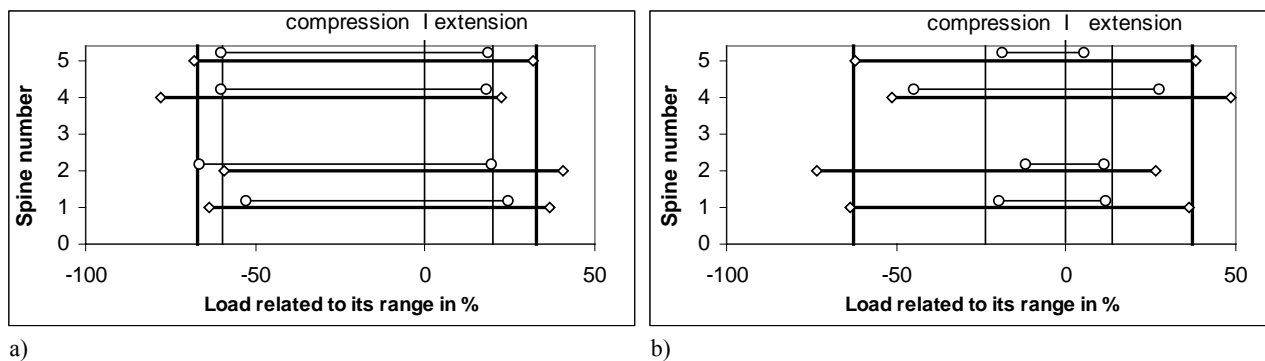 compression I extension
5
4
3
2
1
0
Spine number
-100 -50 0 50
Load related to its range in %
a)
compression I extension
5
4
3
2
1
0
Spine number
-100 -50 0 50
Load related to its range in %
b)